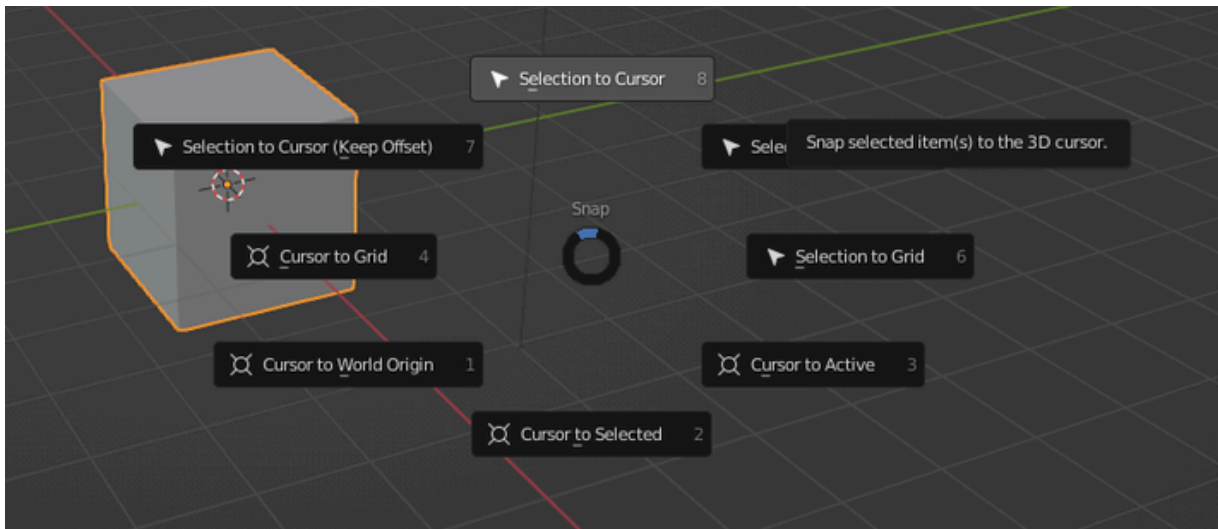 Selection to Cursor 8
Selection to Cursor (Keep Offset) 7
Snap selected item(s) to the 3D cursor.
Snap
Cursor to Grid 4
Selection to Grid 6
Cursor to World Origin 1
Cursor to Active 3
Cursor to Selected 2